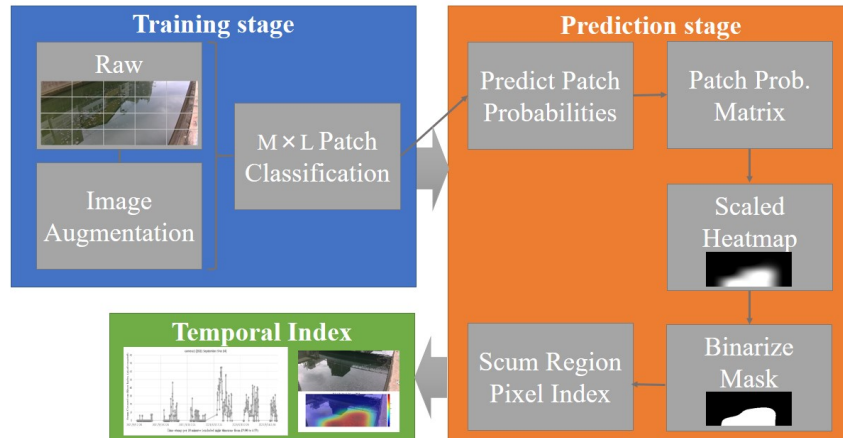 Training stage
Raw
Image
Augmentation
M × L Patch
Classification
Prediction stage
Predict Patch
Probabilities
Patch Prob.
Matrix
Scaled
Heatmap
Binarize
Mask
Scum Region
Pixel Index
Temporal Index